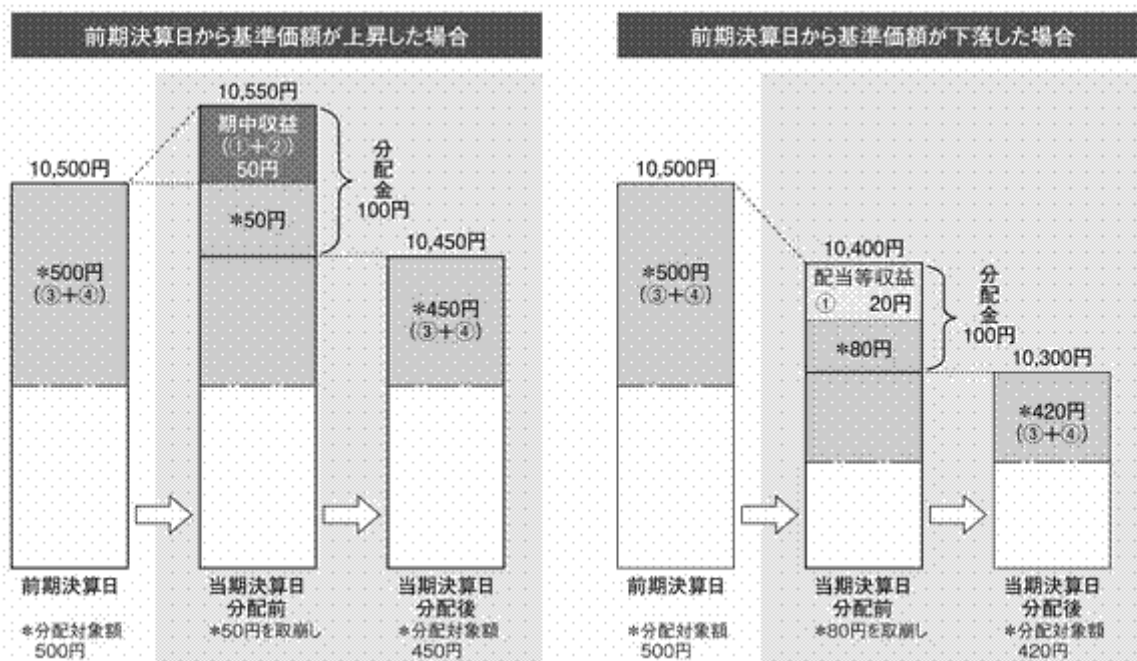 前期決算日から基準価額が上昇した場合
10,550円
期中収益
(①+②)
50円
分配金
100円
10,500円
*50円
10,450円
*500円
(③+④)
*450円
(③+④)
前期決算日
当期決算日
分配前
当期決算日
分配後
*分配対象額
500円
*50円を取崩し
*分配対象額
450円
前期決算日から基準価額が下落した場合
10,500円
10,400円
配当等収益
① 20円
分配金
100円
*500円
(③+④)
*80円
10,300円
*420円
(③+④)
前期決算日
当期決算日
分配前
当期決算日
分配後
*分配対象額
500円
*80円を取崩し
*分配対象額
420円